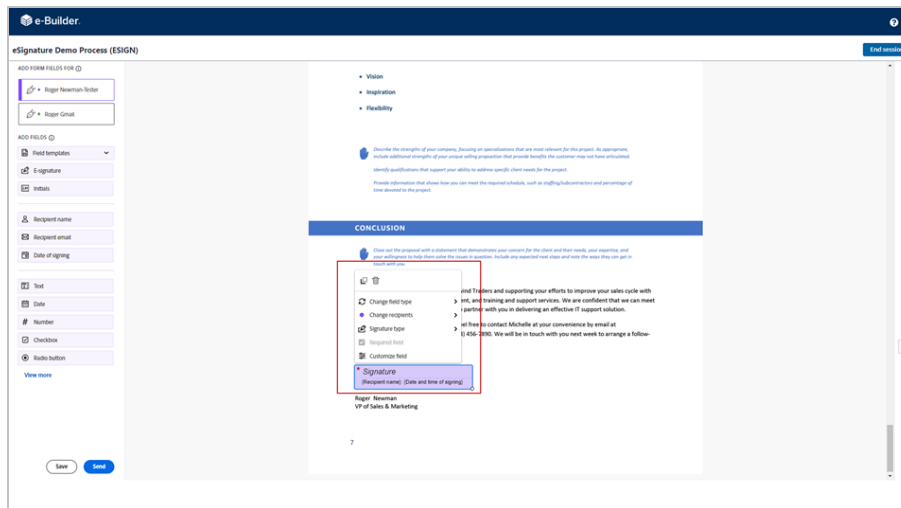 e-Builder.
eSignature Demo Process (ESIGN)
End session
ADD FORM FIELDS FOR
Roger Newman-Tester
Roger Gmail
ADD FIELDS
Field templates
E-signature
Initials
Recipient name
Recipient email
Date of signing
Text
Date
# Number
Checkbox
Radio button
View more
Save
Send
• Vision
• Inspiration
• Flexibility
Describe the strengths of your company, focusing on specializations that are most relevant for this project. As appropriate,
include additional strengths of your unique selling proposition that provide benefits the customer may not have articulated.
Identify qualifications that support your ability to address specific client needs for the project.
Provide information that shows how you can meet the required schedule, such as staffing/subcontractors and percentage of
time devoted to the project.
CONCLUSION
Close out the proposal with a statement that demonstrates your concern for the client and their needs, your expertise, and
your willingness to help them solve the issues in question. Include any expected next steps and note the ways they can get in
touch with you.
Change field type
Change recipients
Signature type
Required field
Customize field
ind Traders and supporting your efforts to improve your sales cycle with
ent, and training and support services. We are confident that we can meet
partner with you in delivering an effective IT support solution.
eel free to contact Michelle at your convenience by email at
) 456-7890. We will be in touch with you next week to arrange a follow-
* Signature
[Recipient name] [Date and time of signing]
Roger Newman
VP of Sales & Marketing
7